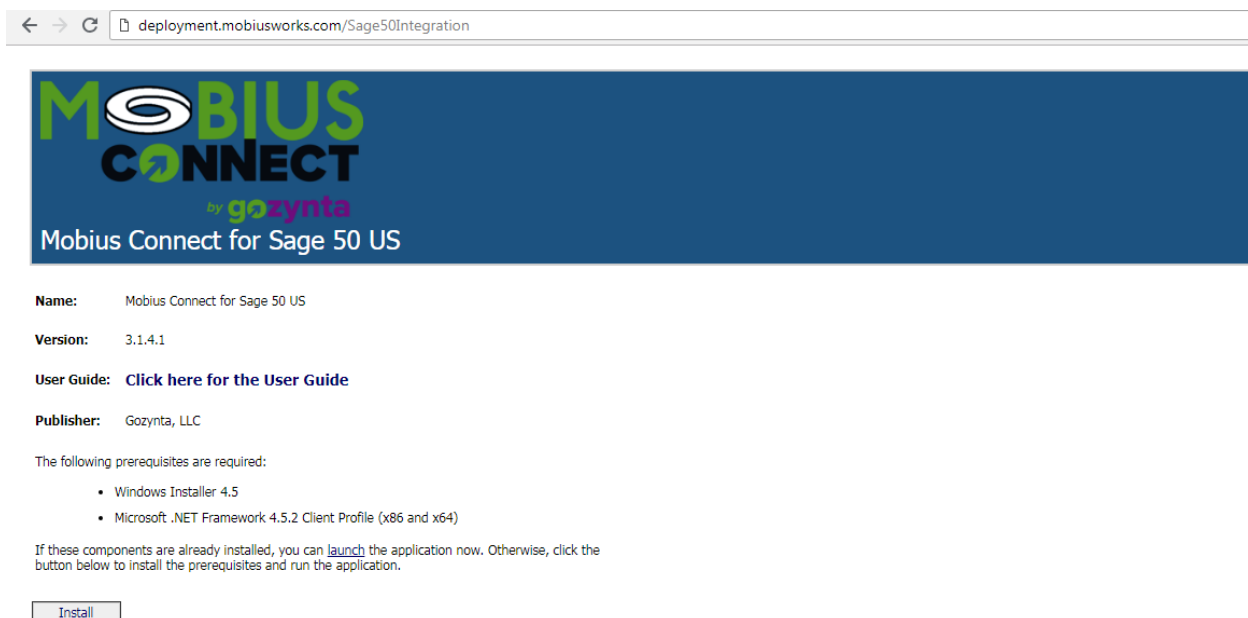 deployment.mobiusworks.com/Sage50Integration
MOBIUS
CONNECT
by gozynta
Mobius Connect for Sage 50 US
Name: Mobius Connect for Sage 50 US
Version: 3.1.4.1
User Guide: Click here for the User Guide
Publisher: Gozynta, LLC
The following prerequisites are required:
• Windows Installer 4.5
• Microsoft .NET Framework 4.5.2 Client Profile (x86 and x64)
If these components are already installed, you can launch the application now. Otherwise, click the
button below to install the prerequisites and run the application.
Install